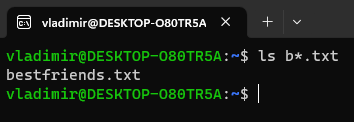 vladimir@DESKTOP-O80TR5A: ~
vladimir@DESKTOP-O80TR5A:~$ ls b*.txt
bestfriends.txt
vladimir@DESKTOP-O80TR5A:~$